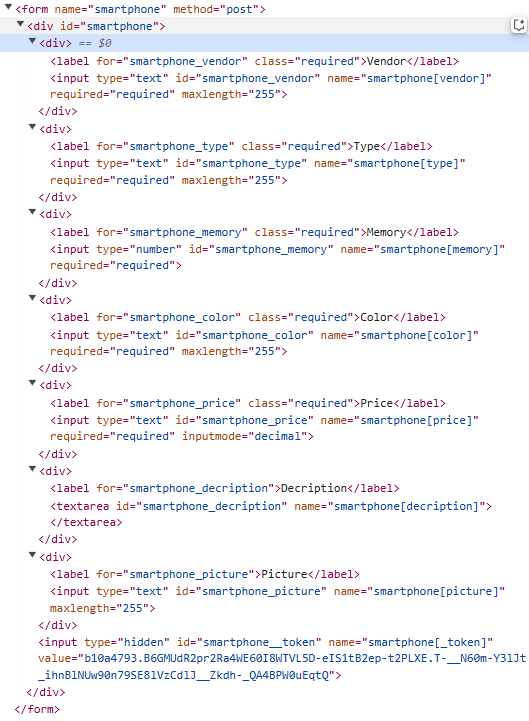 <form name="smartphone" method="post">
<div id="smartphone">
<div> == $0
<label for="smartphone_vendor" class="required">Vendor</label>
<input type="text" id="smartphone_vendor" name="smartphone[vendor]"
required="required" maxlength="255">
</div>
<div>
<label for="smartphone_type" class="required">Type</label>
<input type="text" id="smartphone_type" name="smartphone[type]"
required="required" maxlength="255">
</div>
<div>
<label for="smartphone_memory" class="required">Memory</label>
<input type="number" id="smartphone_memory" name="smartphone[memory]"
required="required">
</div>
<div>
<label for="smartphone_color" class="required">Color</label>
<input type="text" id="smartphone_color" name="smartphone[color]"
required="required" maxlength="255">
</div>
<div>
<label for="smartphone_price" class="required">Price</label>
<input type="text" id="smartphone_price" name="smartphone[price]"
required="required" inputmode="decimal">
</div>
<div>
<label for="smartphone_decription">Decription</label>
<textarea id="smartphone_decription" name="smartphone[decription]">
</textarea>
</div>
<div>
<label for="smartphone_picture">Picture</label>
<input type="text" id="smartphone_picture" name="smartphone[picture]"
maxlength="255">
</div>
<input type="hidden" id="smartphone__token" name="smartphone[_token]"
value="b10a4793.B6GMUdR2pr2Ra4WE60I8WTVL5D-eIS1tB2ep-t2PLXE.T-__N60m-Y3lJt
_ihnBlNUw90n79SE8lVzCdlJ__Zkdh-_QA4BPW0uEqtQ">
</div>
</form>